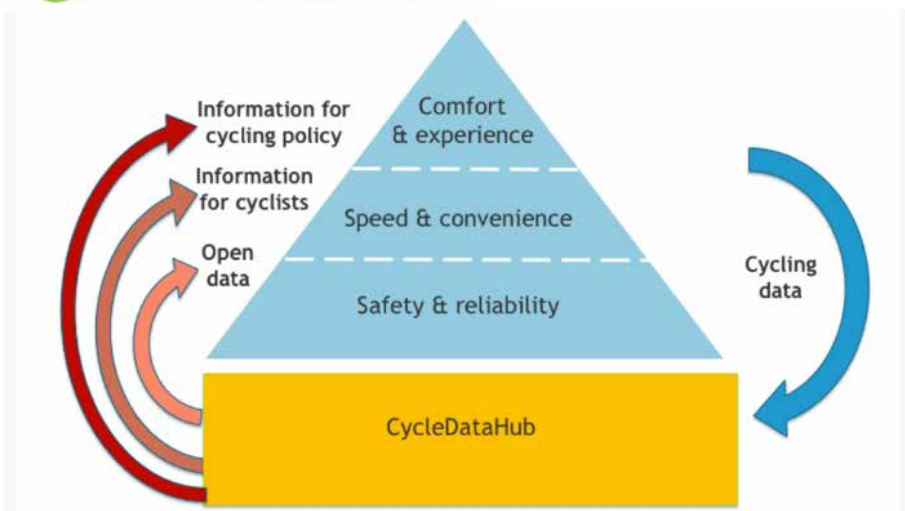 Information for
cycling policy
Comfort
& experience
Information
for cyclists
Speed & convenience
Open
data
Cycling
data
Safety & reliability
CycleDataHub